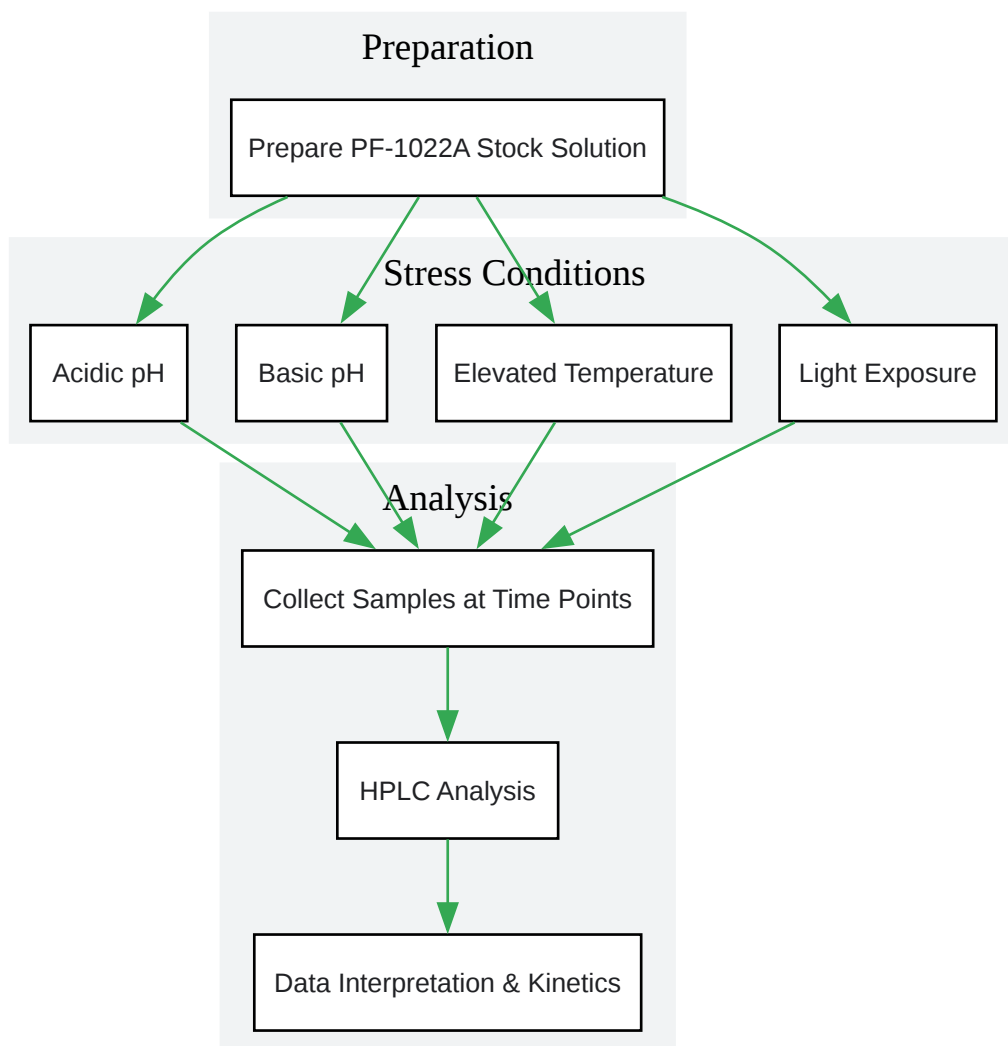 Preparation
Prepare PF-1022A Stock Solution
Stress Conditions
Acidic pH
Basic pH
Elevated Temperature
Light Exposure
Analysis
Collect Samples at Time Points
HPLC Analysis
Data Interpretation & Kinetics